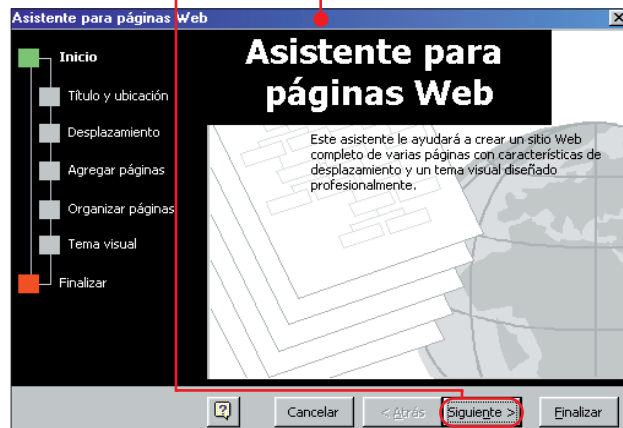 Asistente para páginas Web
Inicio
Título y ubicación
Desplazamiento
Agregar páginas
Organizar páginas
Tema visual
Finalizar
Asistente para
páginas Web
Este asistente le ayudará a crear un sitio Web
completo de varias páginas con características de
desplazamiento y un tema visual diseñado
profesionalmente.
Cancelar
< Atrás
Siguiente >
Finalizar